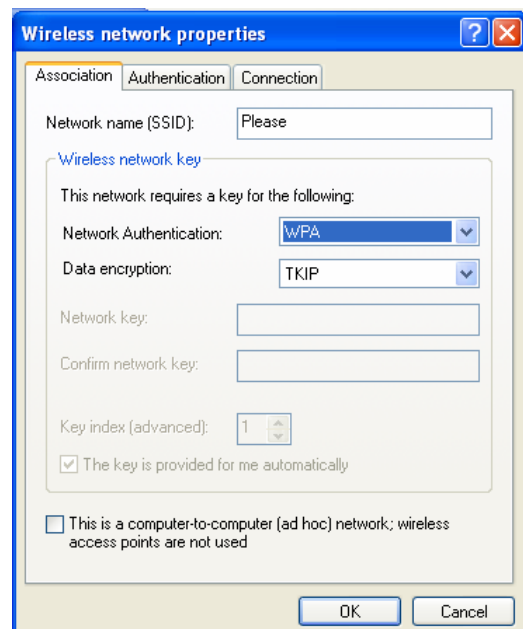 Wireless network properties
Association Authentication Connection
Network name (SSID): Please
Wireless network key
This network requires a key for the following:
Network Authentication: WPA
Data encryption: TKIP
Network key:
Confirm network key:
Key index (advanced): 1
The key is provided for me automatically
This is a computer-to-computer (ad hoc) network; wireless
access points are not used
OK Cancel